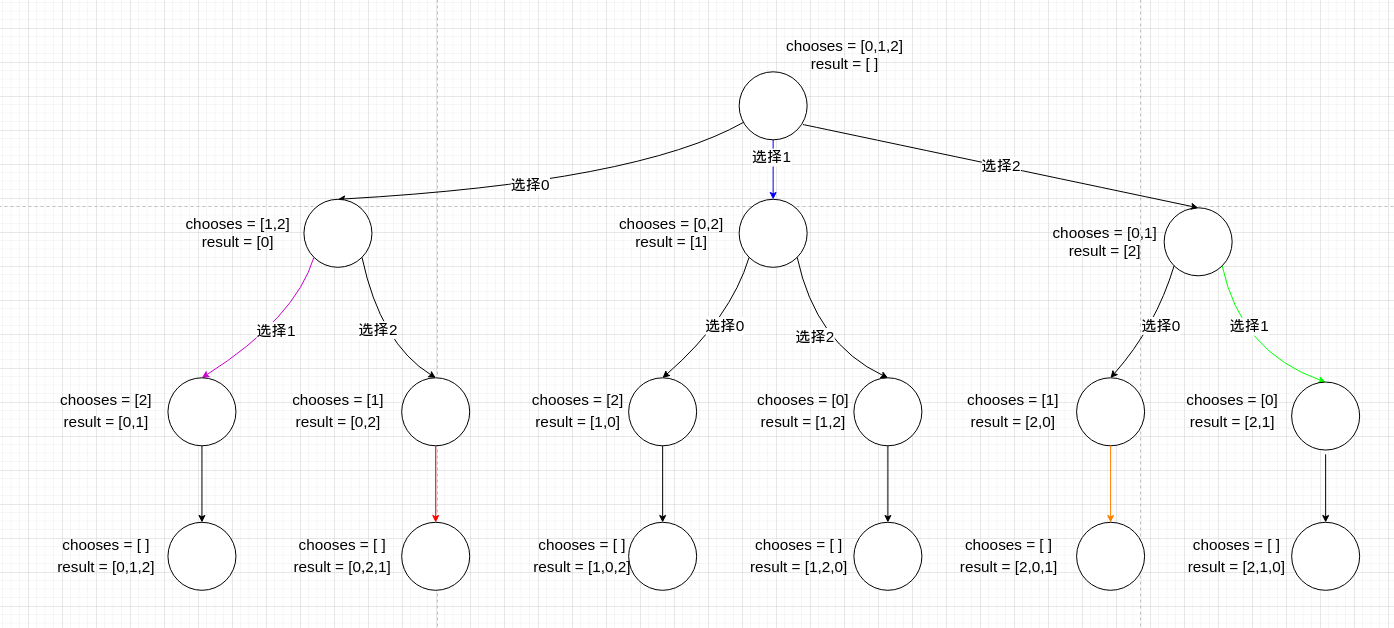 chooses = [0,1,2]
result = [ ]
选择0
选择1
选择2
chooses = [1,2]
result = [0]
chooses = [0,2]
result = [1]
chooses = [0,1]
result = [2]
选择1
选择2
选择0
选择2
选择0
选择1
chooses = [2]
result = [0,1]
chooses = [1]
result = [0,2]
chooses = [2]
result = [1,0]
chooses = [0]
result = [1,2]
chooses = [1]
result = [2,0]
chooses = [0]
result = [2,1]
chooses = [ ]
result = [0,1,2]
chooses = [ ]
result = [0,2,1]
chooses = [ ]
result = [1,0,2]
chooses = [ ]
result = [1,2,0]
chooses = [ ]
result = [2,0,1]
chooses = [ ]
result = [2,1,0]